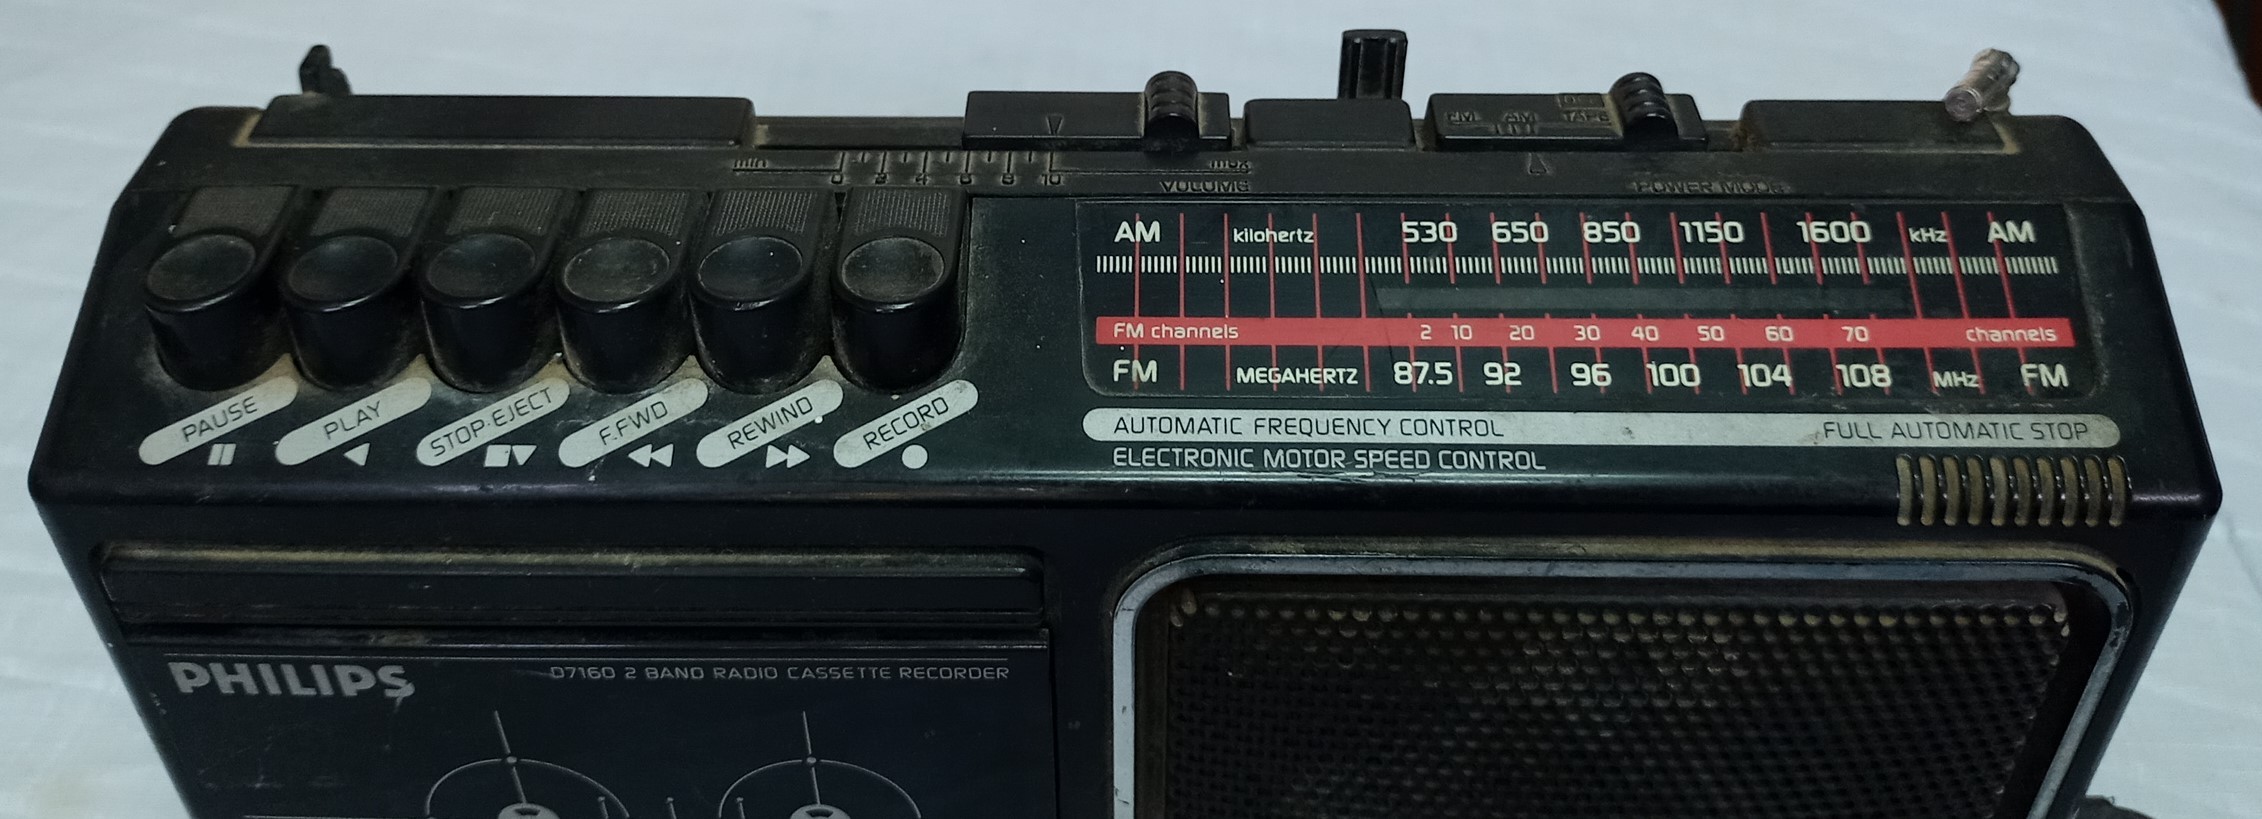 FM AM OFF TAPE
min max
0 2 4 6 8 10
VOLUME
POWER MODE
AM kilohertz 530 650 850 1150 1600 kHz AM
FM channels 2 10 20 30 40 50 60 70 channels
FM MEGAHERTZ 87.5 92 96 100 104 108 MHz FM
PAUSE PLAY STOP·EJECT F.FWD REWIND RECORD
AUTOMATIC FREQUENCY CONTROL FULL AUTOMATIC STOP
ELECTRONIC MOTOR SPEED CONTROL
PHILIPS D7160 2 BAND RADIO CASSETTE RECORDER